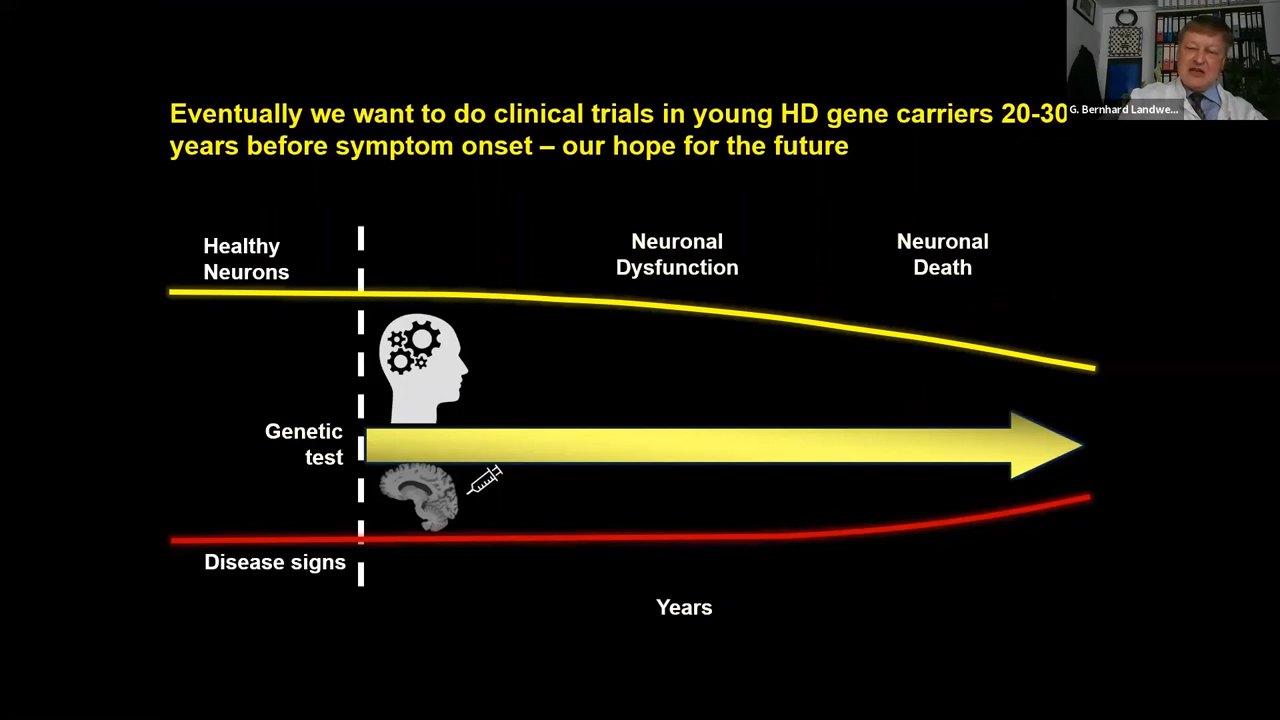 G. Bernhard Landwe...
Eventually we want to do clinical trials in young HD gene carriers 20-30
years before symptom onset – our hope for the future
Healthy
Neurons
Neuronal
Dysfunction
Neuronal
Death
Genetic
test
Disease signs
Years